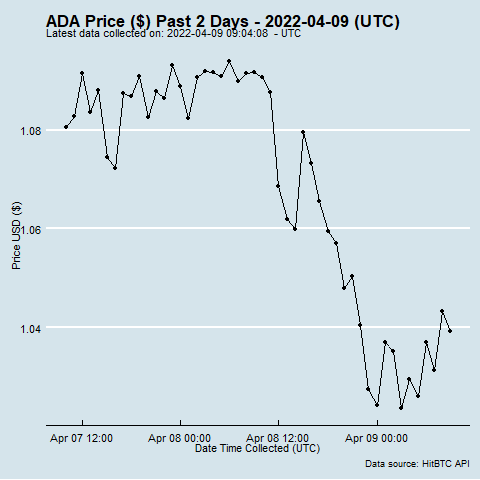 ADA Price ($) Past 2 Days - 2022-04-09 (UTC)
Latest data collected on: 2022-04-09 09:04:08  - UTC
1.08
1.06
1.04
Price USD ($)
Apr 07 12:00
Apr 08 00:00
Apr 08 12:00
Apr 09 00:00
Date Time Collected (UTC)
Data source: HitBTC API